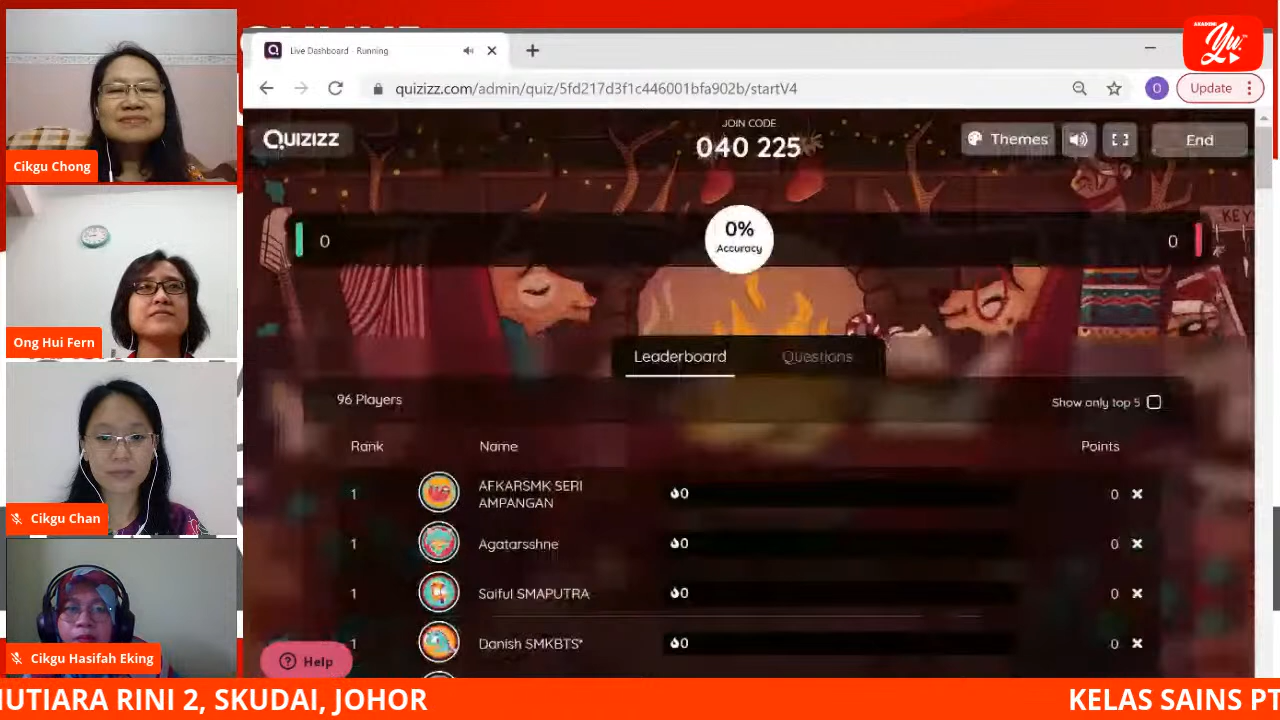 Cikgu Chong
Ong Hui Fern
Cikgu Chan
Cikgu Hasifah Eking
Live Dashboard - Running
quizizz.com/admin/quiz/5fd217d3f1c446001bfa902b/startV4
O
Update
AKADEMI
QUIZIZZ
JOIN CODE
040 225
Themes
End
0
0%
Accuracy
0
KEY
Leaderboard
Questions
96 Players
Show only top 5
Rank
Name
Points
1
AFKARSMK SERI
AMPANGAN
0
0
1
Agatarsshne
0
0
1
Saiful SMAPUTRA
0
0
1
Danish SMKBTS*
0
0
Help
MUTIARA RINI 2, SKUDAI, JOHOR
KELAS SAINS PT